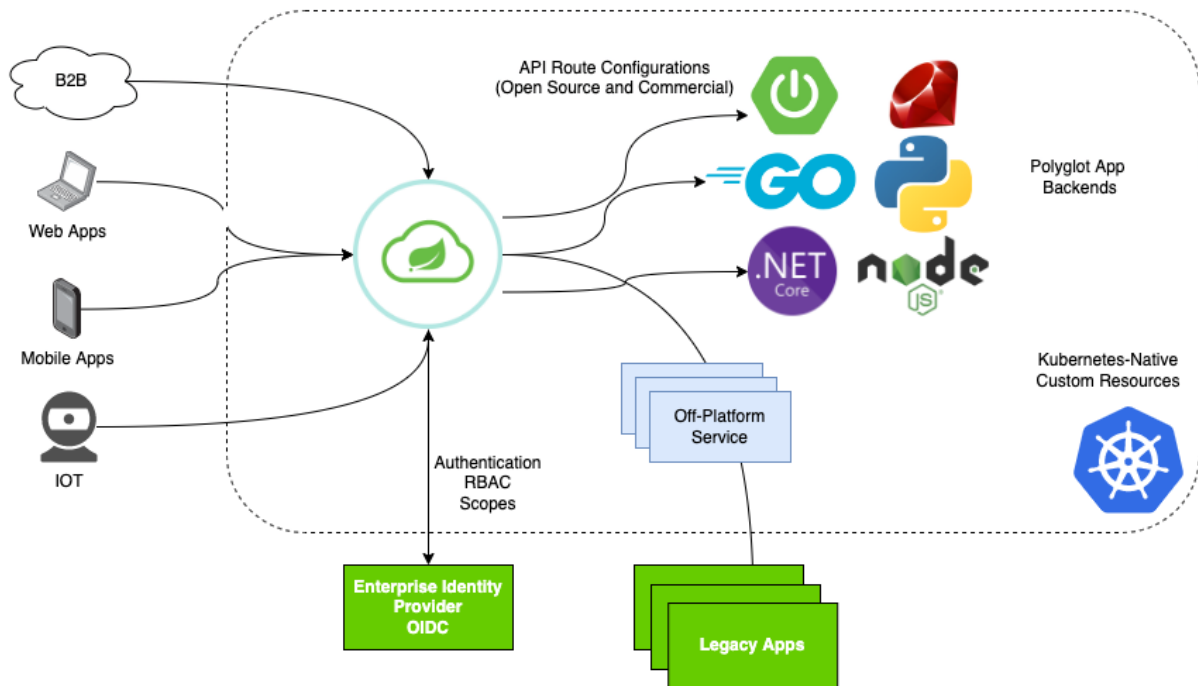 B2B
API Route Configurations
(Open Source and Commercial)
GO
Polyglot App
Backends
Web Apps
.NET
Core
node
JS
Mobile Apps
Kubernetes-Native
Custom Resources
Off-Platform
Service
IOT
Authentication
RBAC
Scopes
Enterprise Identity
Provider
OIDC
Legacy Apps